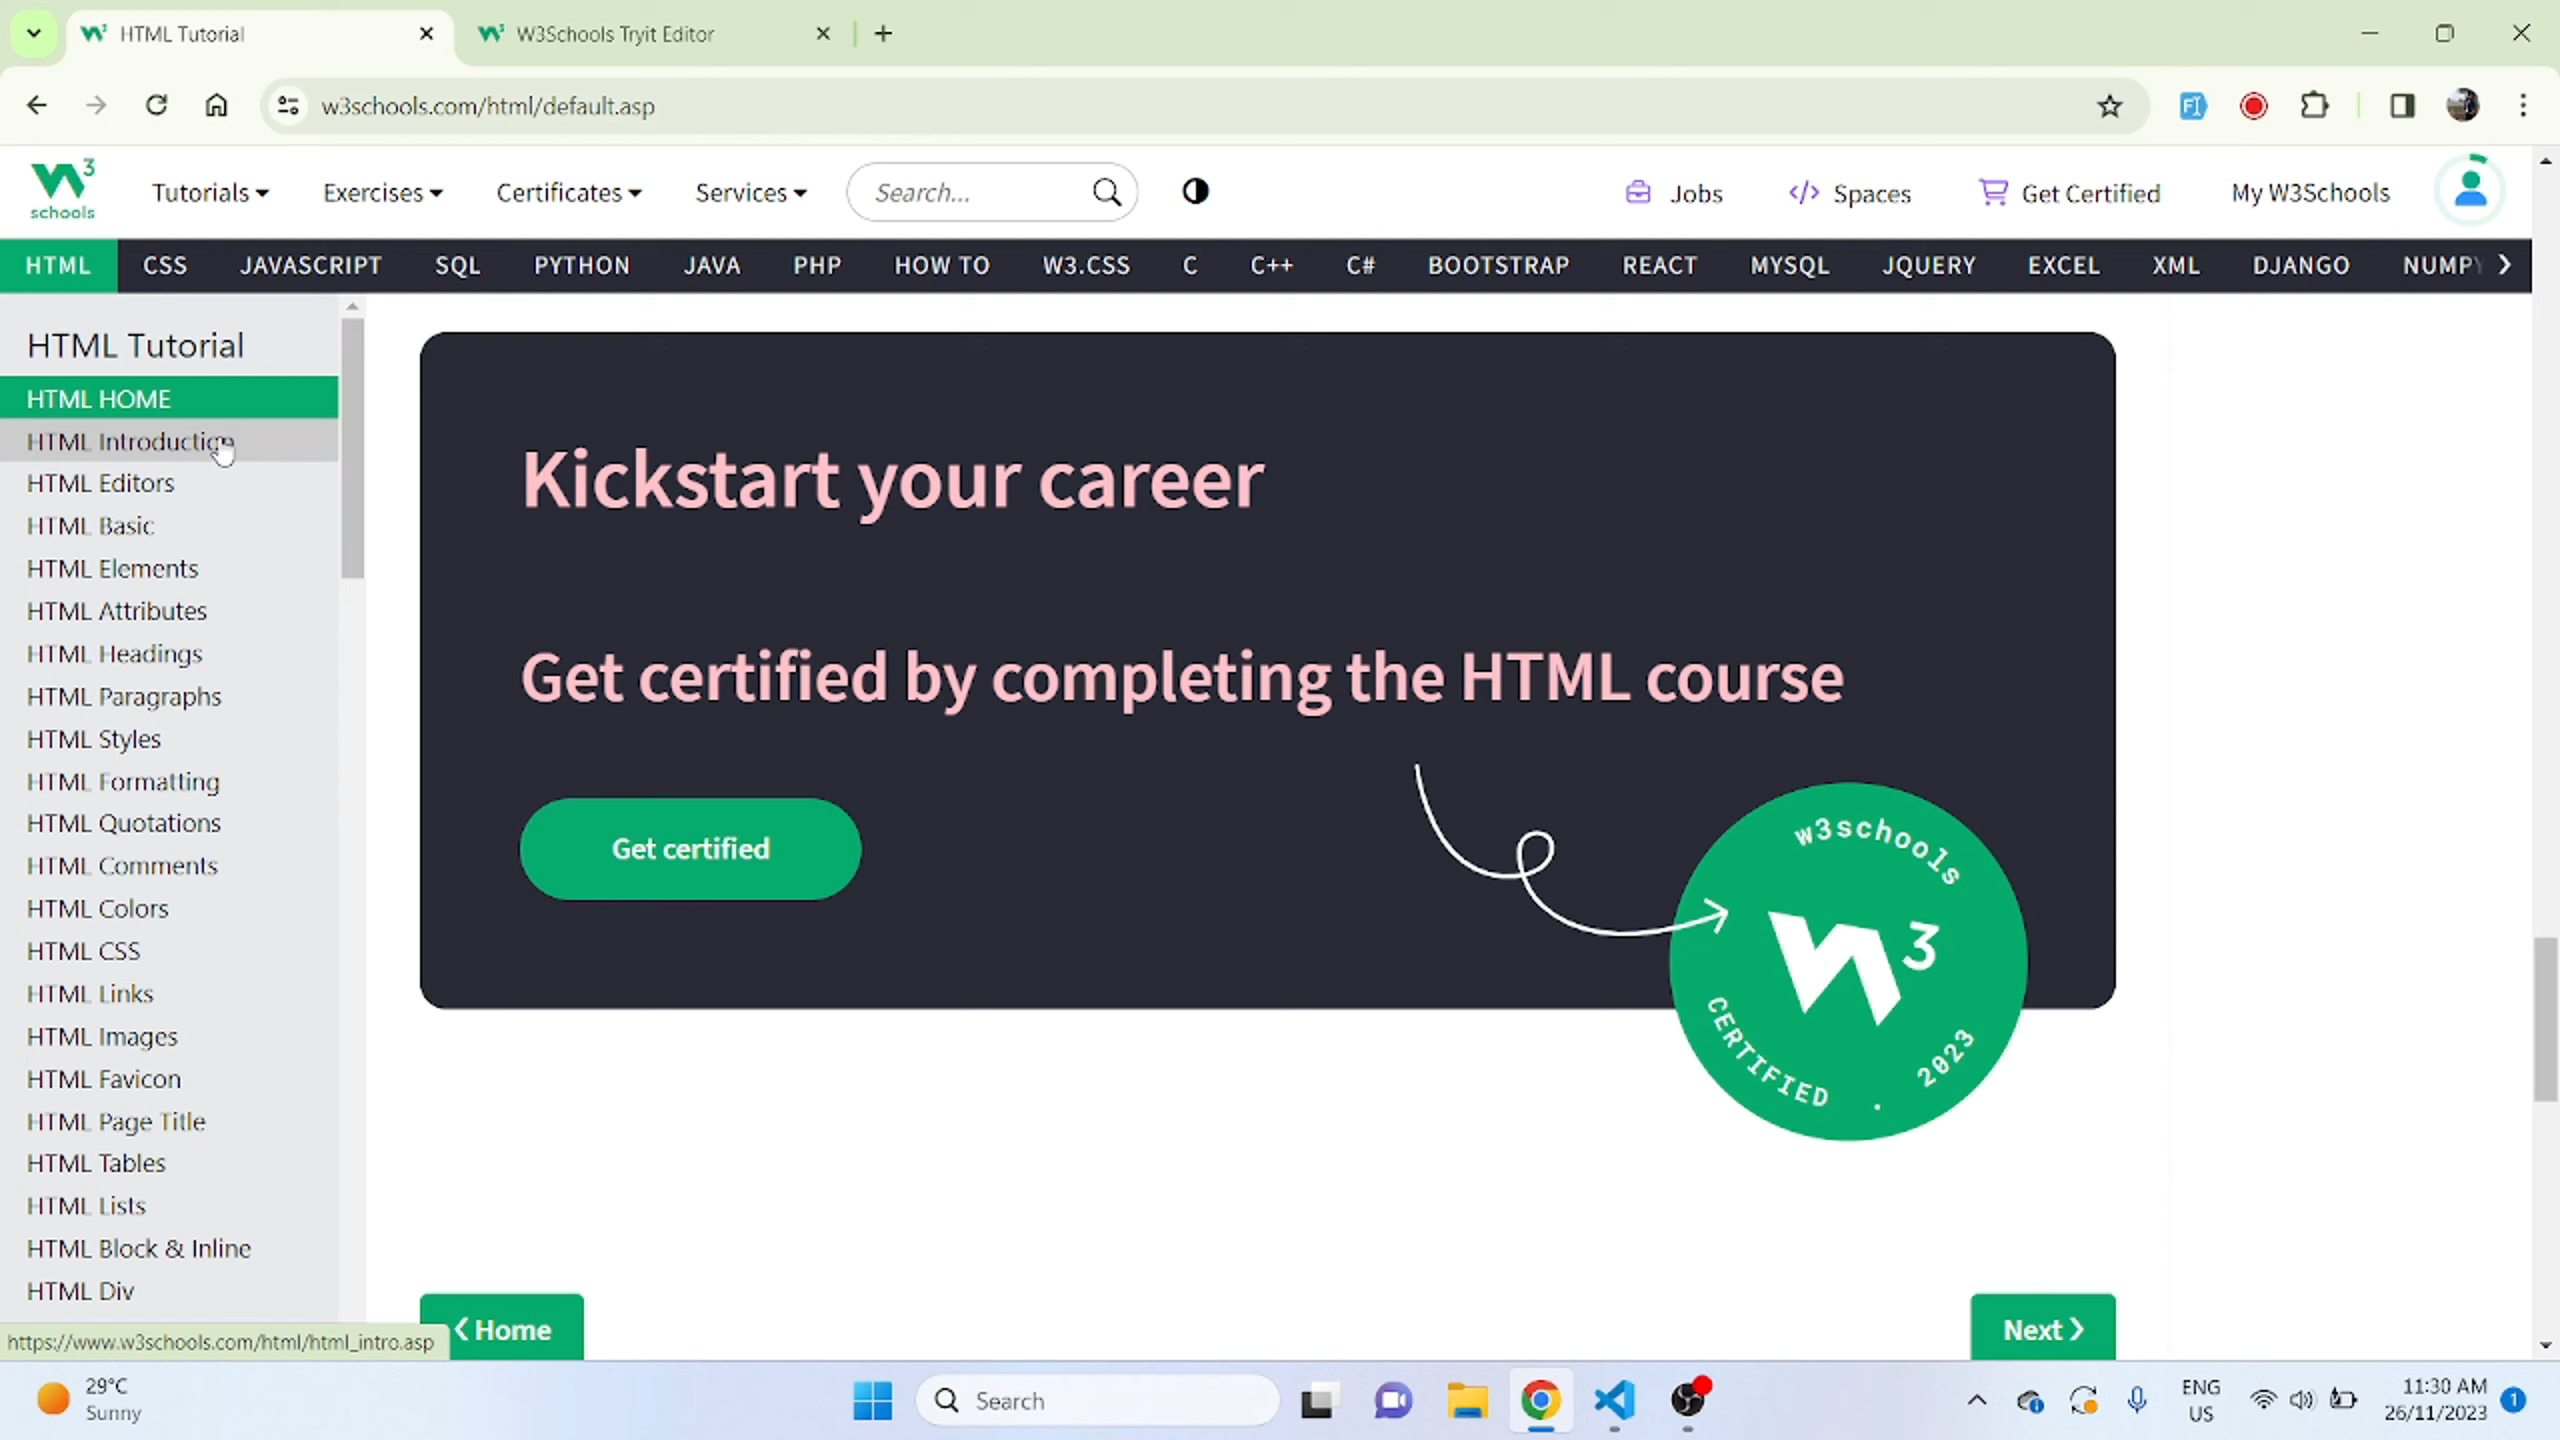 HTML Tutorial
W3Schools Tryit Editor
w3schools.com/html/default.asp
W3 schools
Tutorials
Exercises
Certificates
Services
Search...
Jobs
Spaces
Get Certified
My W3Schools
HTML
CSS
JAVASCRIPT
SQL
PYTHON
JAVA
PHP
HOW TO
W3.CSS
C
C++
C#
BOOTSTRAP
REACT
MYSQL
JQUERY
EXCEL
XML
DJANGO
NUMPY
HTML Tutorial
HTML HOME
HTML Introduction
HTML Editors
HTML Basic
HTML Elements
HTML Attributes
HTML Headings
HTML Paragraphs
HTML Styles
HTML Formatting
HTML Quotations
HTML Comments
HTML Colors
HTML CSS
HTML Links
HTML Images
HTML Favicon
HTML Page Title
HTML Tables
HTML Lists
HTML Block & Inline
HTML Div
https://www.w3schools.com/html/html_intro.asp
Kickstart your career
Get certified by completing the HTML course
Get certified
w3schools
W3
CERTIFIED . 2023
❮ Home
Next ❯
29°C
Sunny
Search
ENG
US
11:30 AM
26/11/2023
1